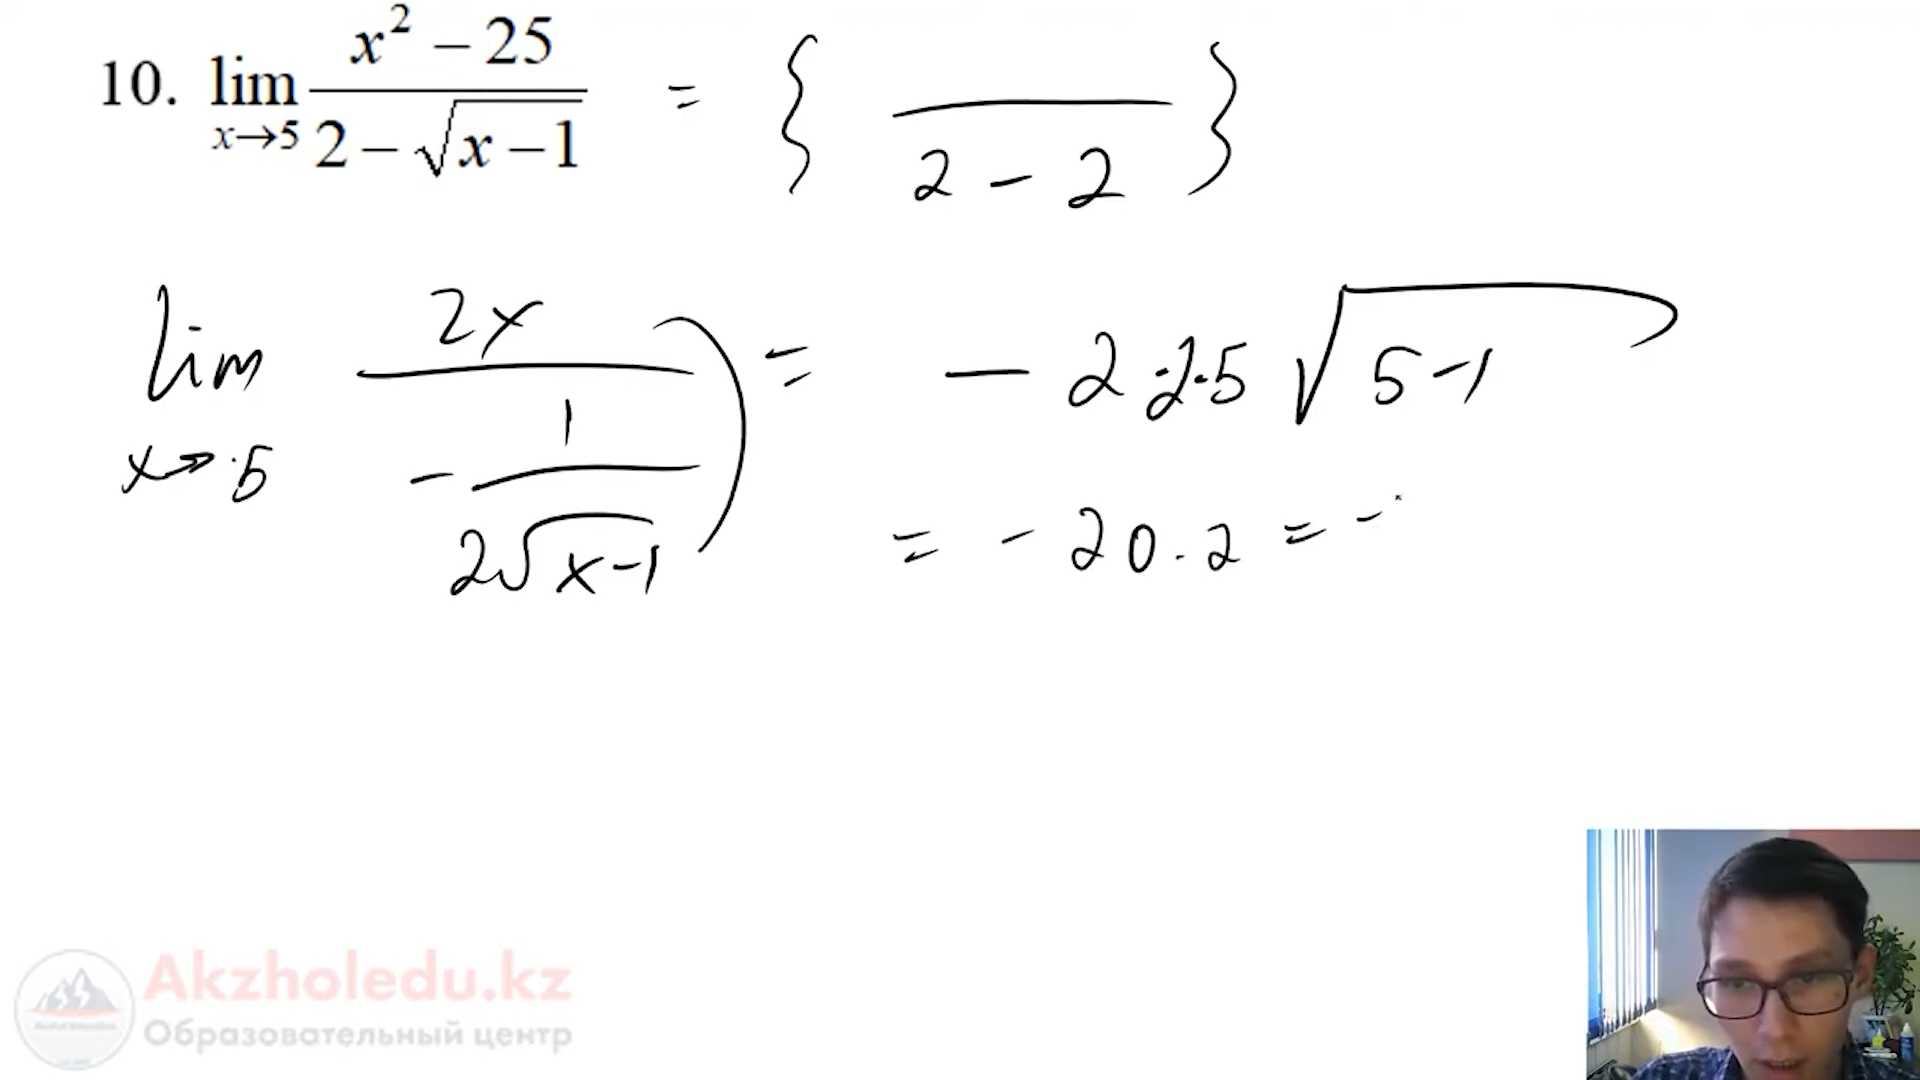 10. lim x→5 (x² − 25)/(2 − √(x − 1)) = { ──/(2 − 2) }
lim x→5 2x/(−1/(2√(x−1))) ) = − 2·2·5 √(5−1)
= − 20·2 = −
Akzholedu.kz
Образовательный центр